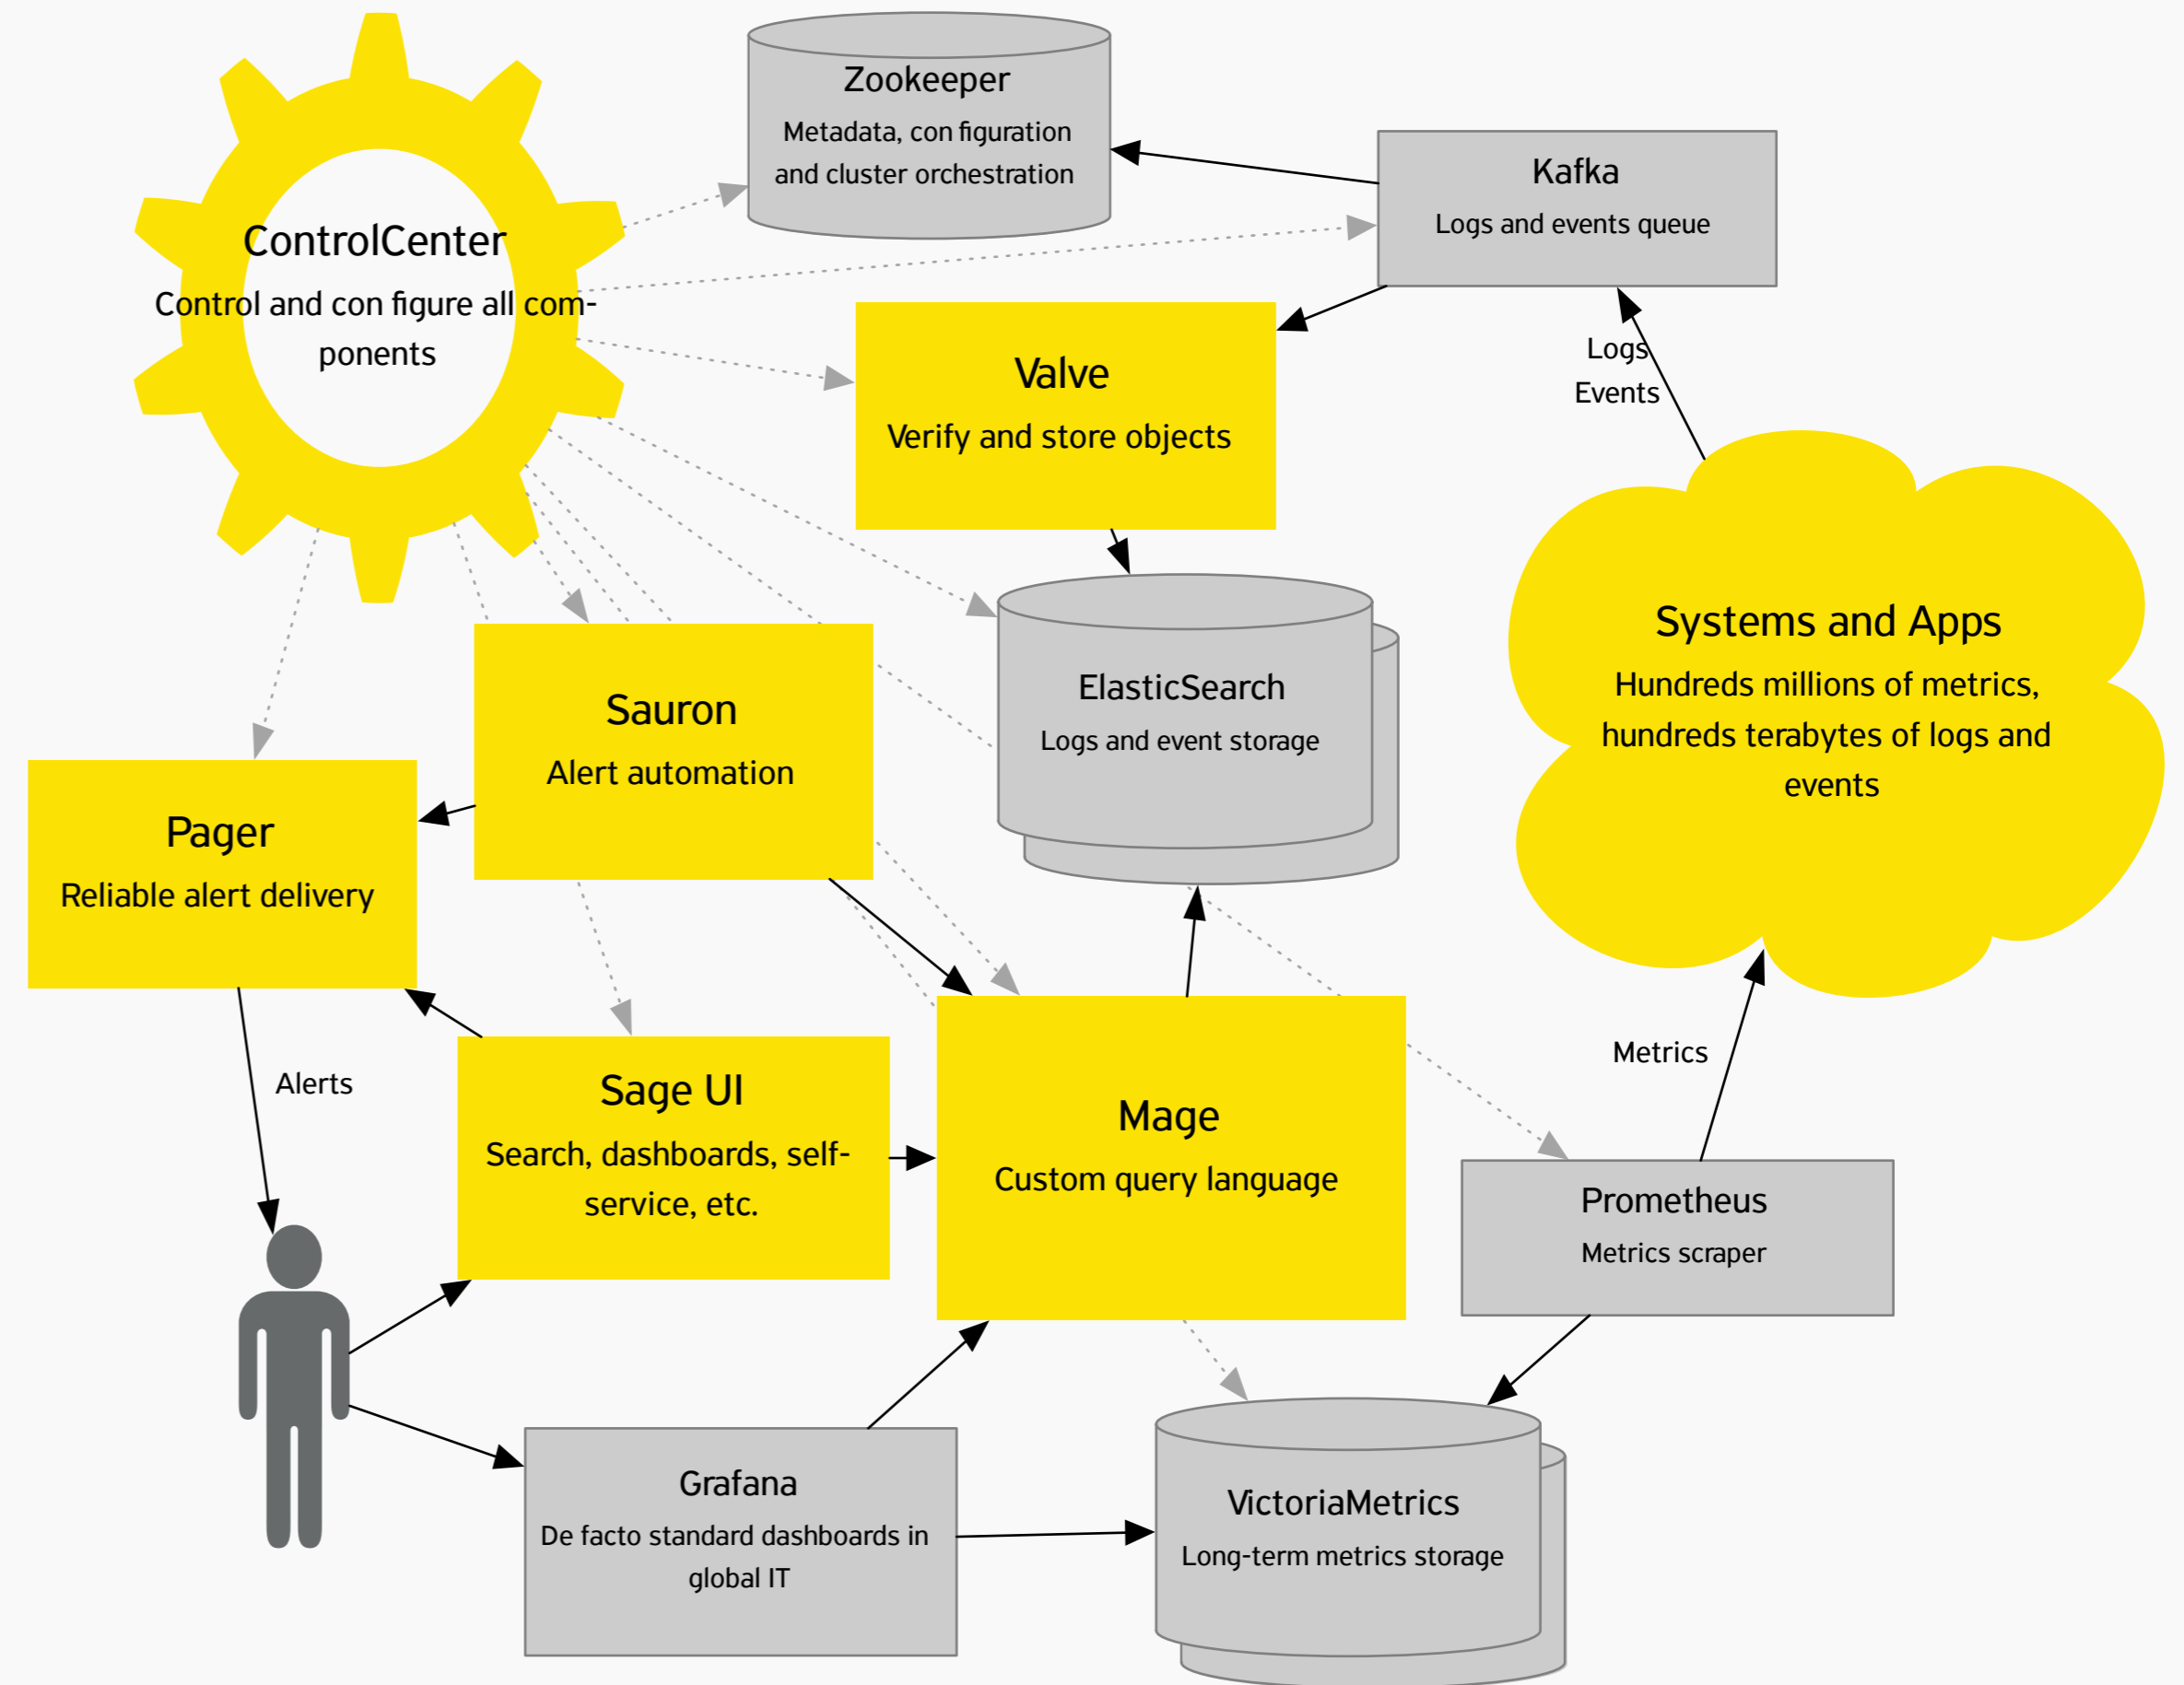 Zookeeper
Metadata, con figuration
and cluster orchestration
Kafka
Logs and events queue
ControlCenter
Control and con figure all com-
ponents
Logs
Events
Valve
Verify and store objects
Systems and Apps
Hundreds millions of metrics,
hundreds terabytes of logs and
events
ElasticSearch
Logs and event storage
Sauron
Alert automation
Pager
Reliable alert delivery
Alerts
Sage UI
Search, dashboards, self-
service, etc.
Mage
Custom query language
Metrics
Prometheus
Metrics scraper
Grafana
De facto standard dashboards in
global IT
VictoriaMetrics
Long-term metrics storage